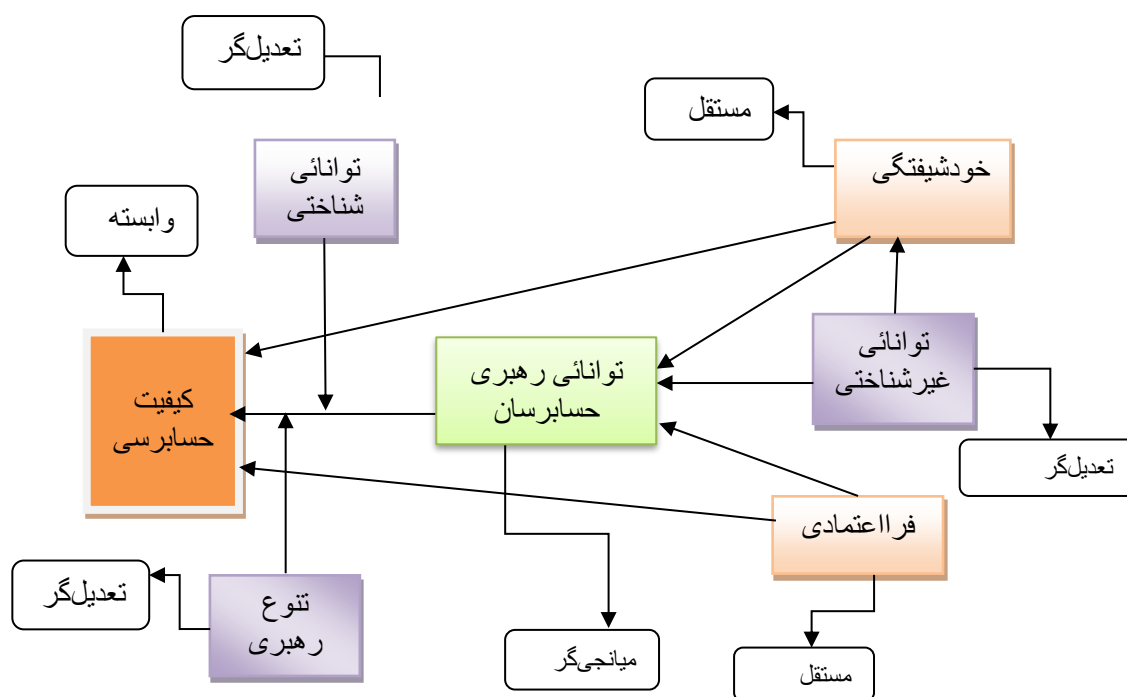 تعدیل‌گر
مستقل
خودشیفتگی
توانائی
شناختی
وابسته
توانائی
غیرشناختی
توانائی رهبری
حسابرسان
کیفیت
حسابرسی
تعدیل‌گر
فرااعتمادی
تعدیل‌گر
تنوع
رهبری
میانجی‌گر
مستقل